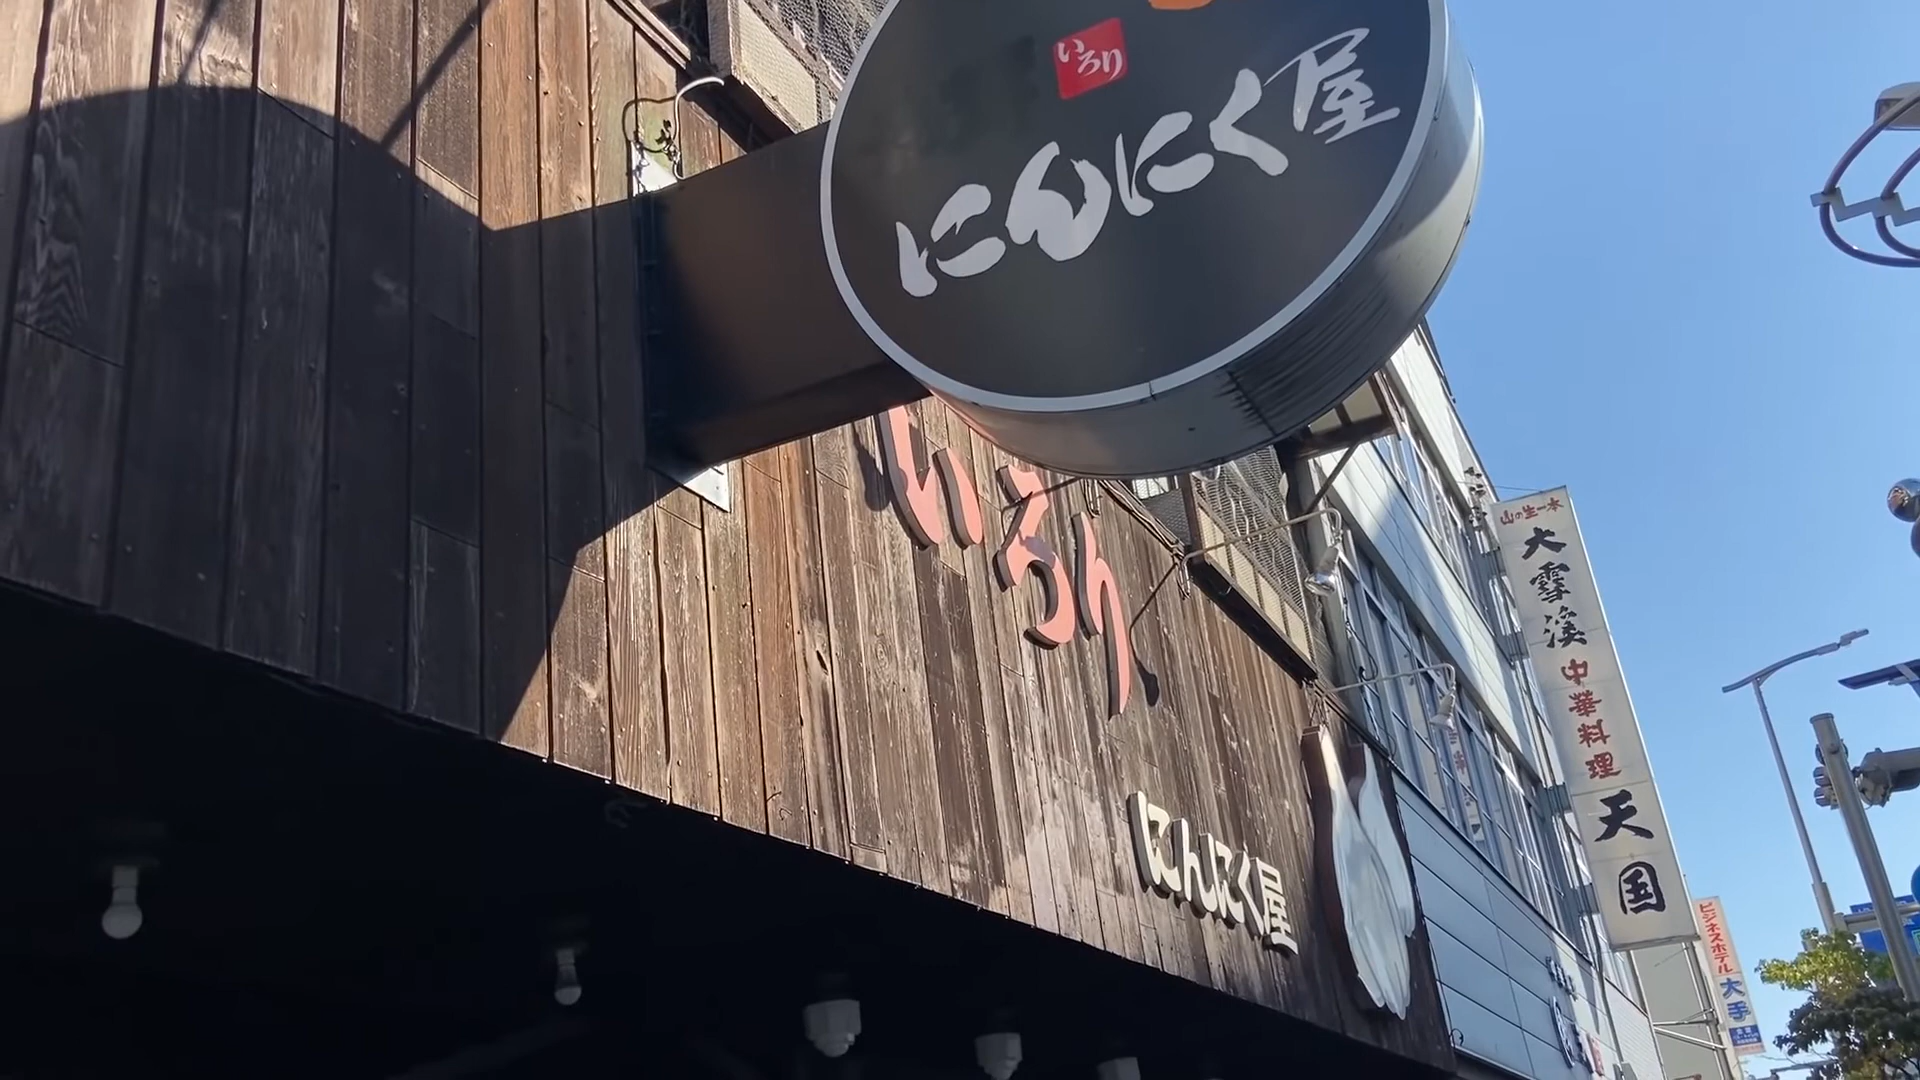 いろり
にんにく屋
いろり
にんにく屋
山の生一本
大雪渓
中華料理
天国
ビジネスホテル
大手